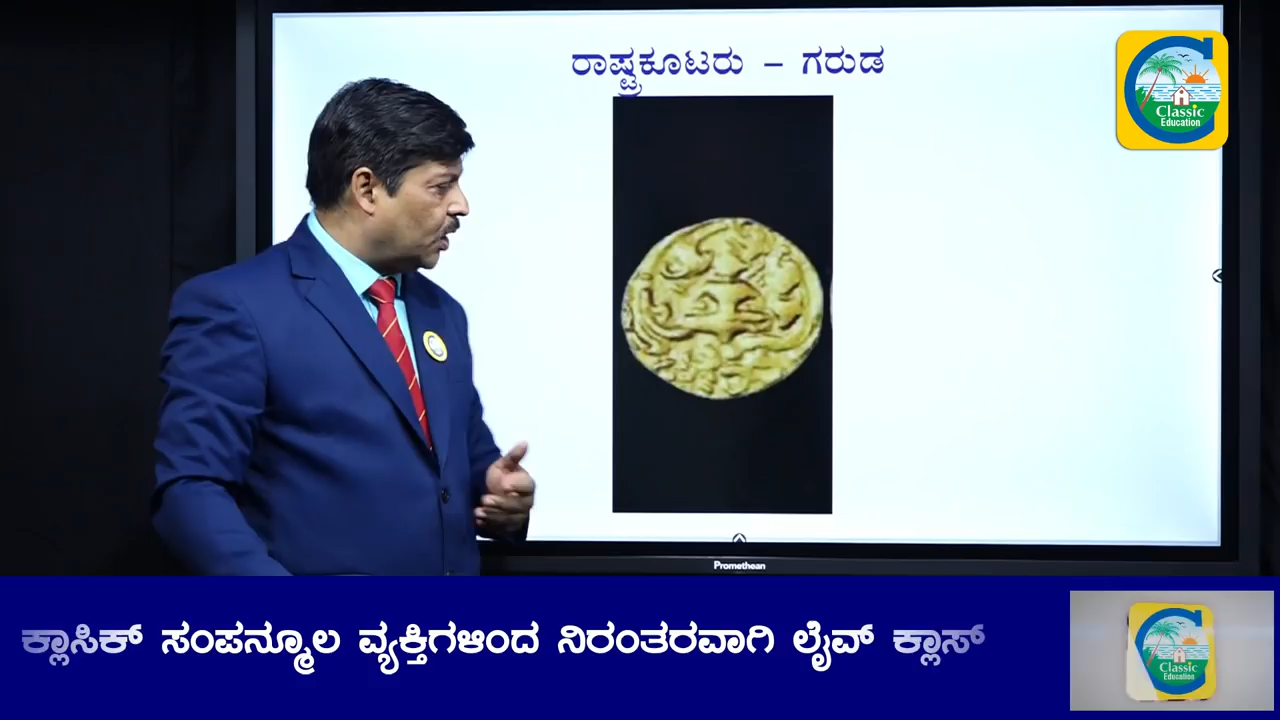 ರಾಷ್ಟ್ರಕೂಟರು – ಗರುಡ
Classic
Education
Promethean
ಕ್ಲಾಸಿಕ್ ಸಂಪನ್ಮೂಲ ವ್ಯಕ್ತಿಗಳಿಂದ ನಿರಂತರವಾಗಿ ಲೈವ್ ಕ್ಲಾಸ್
Classic
Education